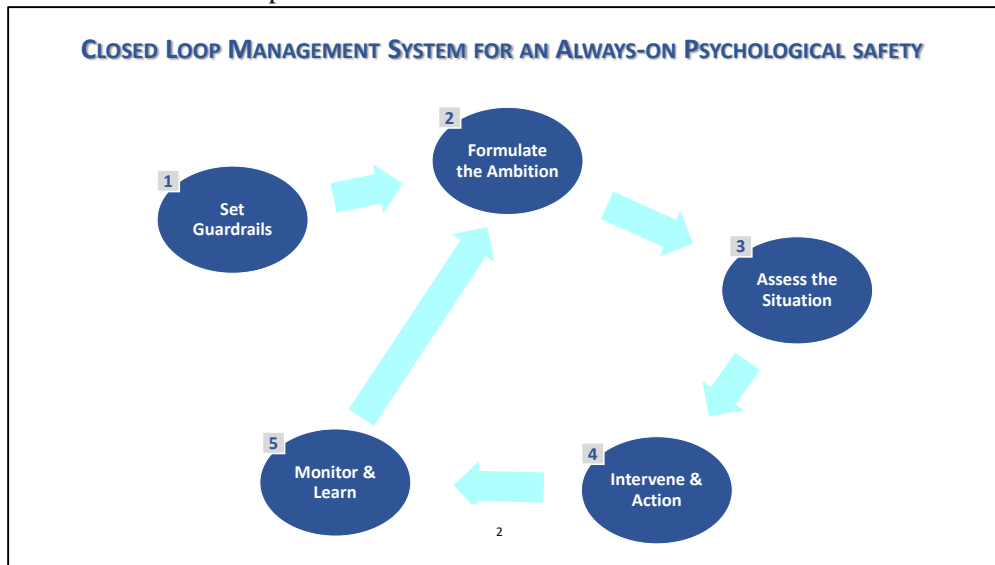 CLOSED LOOP MANAGEMENT SYSTEM FOR AN ALWAYS-ON PSYCHOLOGICAL SAFETY
1
Set
Guardrails
2
Formulate
the Ambition
3
Assess the
Situation
4
Intervene &
Action
5
Monitor &
Learn
2